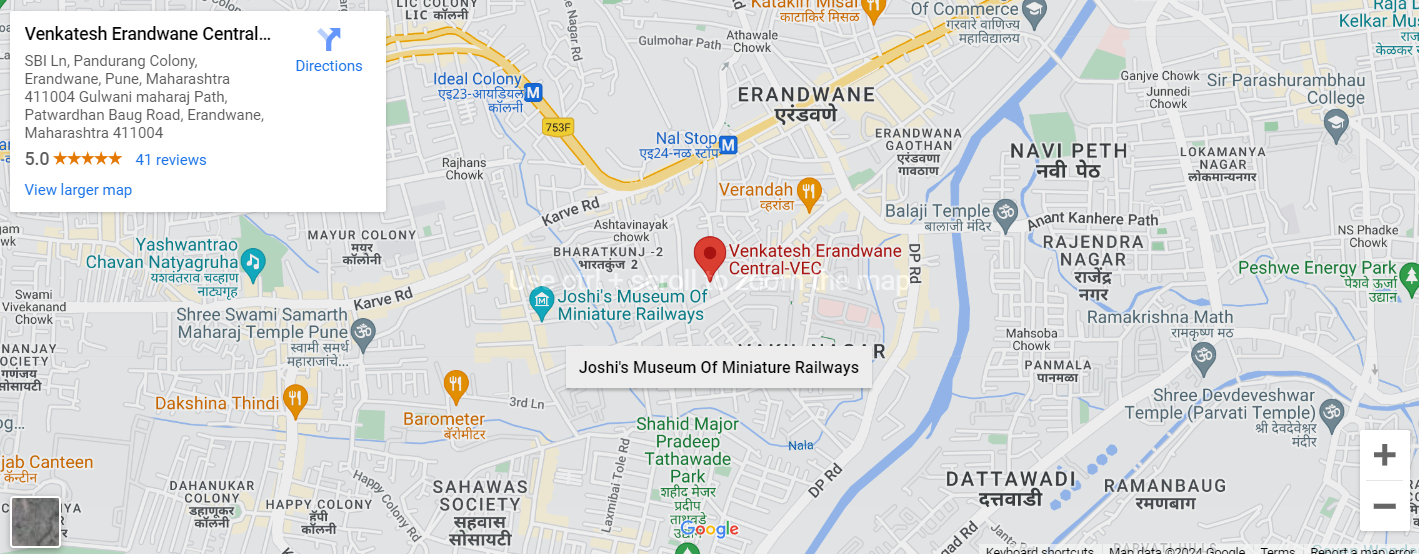 Venkatesh Erandwane Central...
SBI Ln, Pandurang Colony,
Erandwane, Pune, Maharashtra
411004 Gulwani maharaj Path,
Patwardhan Baug Road, Erandwane,
Maharashtra 411004
5.0
41 reviews
View larger map
Directions
LIC COLONY
LIC कॉलनी
Katakirr Misal
काटाकिर्र मिसळ
Of Commerce
गरवारे वाणिज्य
महाविद्यालय
Kelkar Museum
Athawale
Chowk
Gulmohar Path
Ideal Colony
एइ23-आयडियल
कॉलनी
753F
ERANDWANE
एरंडवणे
Nal Stop
एइ24-नळ स्टॉप
ERANDWANA
GAOTHAN
एरंडवणा
गावठाण
Ganjve Chowk
Junnedi
Chowk
Sir Parashurambhau
College
NAVI PETH
नवी पेठ
LOKAMANYA
NAGAR
लोकमान्यनगर
Rajhans
Chowk
Verandah
व्हरांडा
Karve Rd
Ashtavinayak
chowk
Balaji Temple
बालाजी मंदिर
Anant Kanhere Path
RAJENDRA
NAGAR
राजेंद्र
नगर
NS Phadke
Chowk
MAYUR COLONY
मयूर
कॉलोनी
Yashwantrao
Chavan Natyagruha
यशवंतराव चव्हाण
नाट्यगृह
BHARATKUNJ -2
भारतकुंज 2
Venkatesh Erandwane
Central-VEC
DP Rd
Peshwe Energy Park
पेशवे ऊर्जा
उद्यान
Swami
Vivekanand
Chowk
Karve Rd
Joshi's Museum Of
Miniature Railways
Shree Swami Samarth
Maharaj Temple Pune
स्वामी समर्थ
महाराजांचे...
Ramakrishna Math
रामकृष्ण मठ
Mahsoba
Chowk
PANMALA
पानमळा
SOCIETY
गणंजय
सोसायटी
Joshi's Museum Of Miniature Railways
Dakshina Thindi
Barometer
बॅरोमीटर
3rd Ln
Shree Devdeveshwar
Temple (Parvati Temple)
श्री देवदेवेश्वर
मंदिर
Shahid Major
Pradeep
Tathawade
Park
शहीद मेजर
प्रदीप
ताथवडे
उद्यान
Nala
Laxmibai Tole Rd
DP Rd
Canteen
कॅन्टीन
DAHANUKAR
COLONY
डहाणूकर
कॉलनी
HAPPY COLONY
हॅपी
कॉलनी
Happy Colony Rd
SAHAWAS
SOCIETY
सहवास
सोसायटी
DATTAWADI
दत्तवाडी
RAMANBAUG
रमणबाग
Google
Keyboard shortcuts
Map data ©2024 Google
Terms
Report a map error